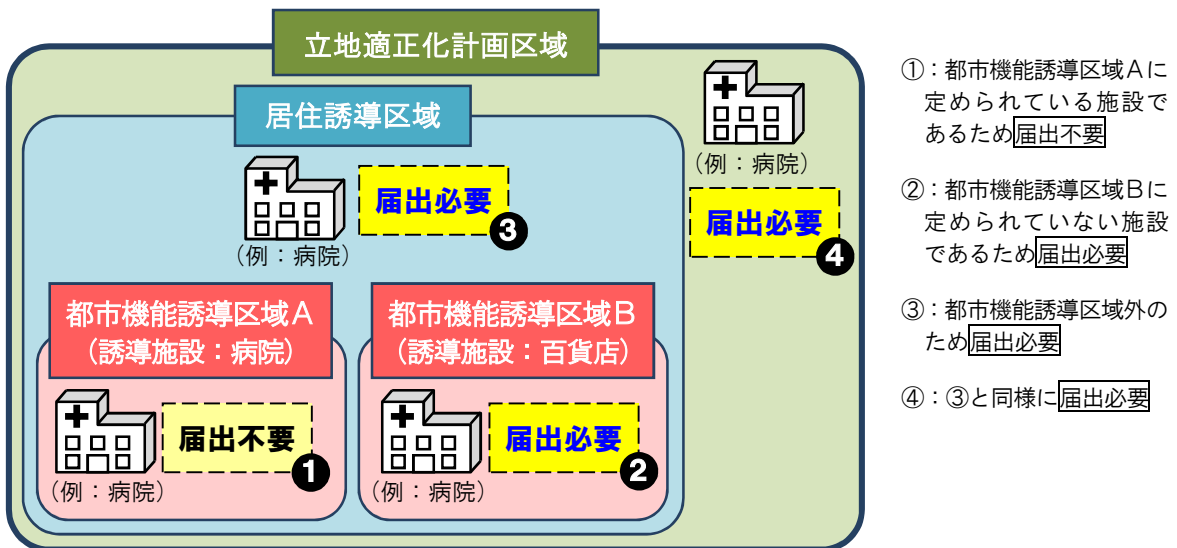 立地適正化計画区域
居住誘導区域
(例:病院)
届出必要
❸
(例:病院)
届出必要
❹
都市機能誘導区域A
(誘導施設:病院)
(例:病院)
届出不要
❶
都市機能誘導区域B
(誘導施設:百貨店)
(例:病院)
届出必要
❷
①:都市機能誘導区域Aに
定められている施設で
あるため届出不要
②:都市機能誘導区域Bに
定められていない施設
であるため届出必要
③:都市機能誘導区域外の
ため届出必要
④:③と同様に届出必要